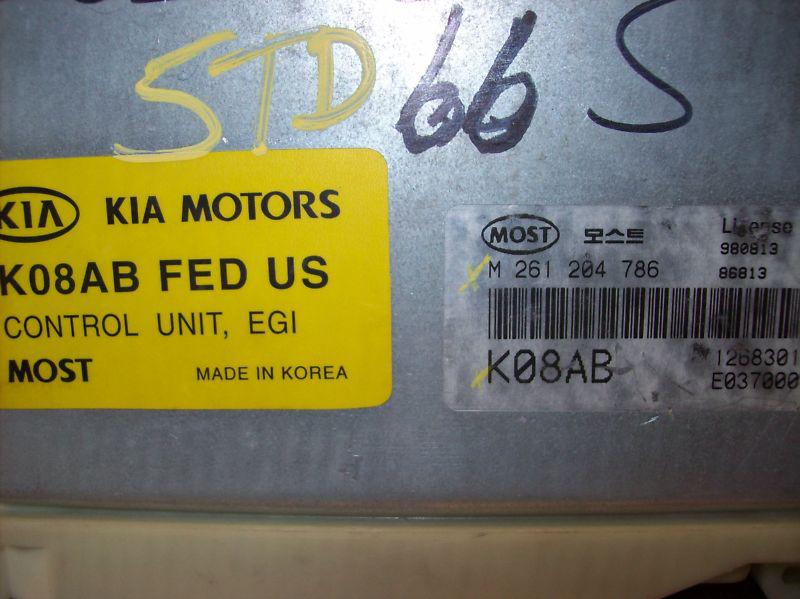 STD 66 S
KIA KIA MOTORS
K08AB FED US
CONTROL UNIT, EGI
MOST MADE IN KOREA
MOST 모스트 License
980813
M 261 204 786 86813
K08AB 1268301
E037000